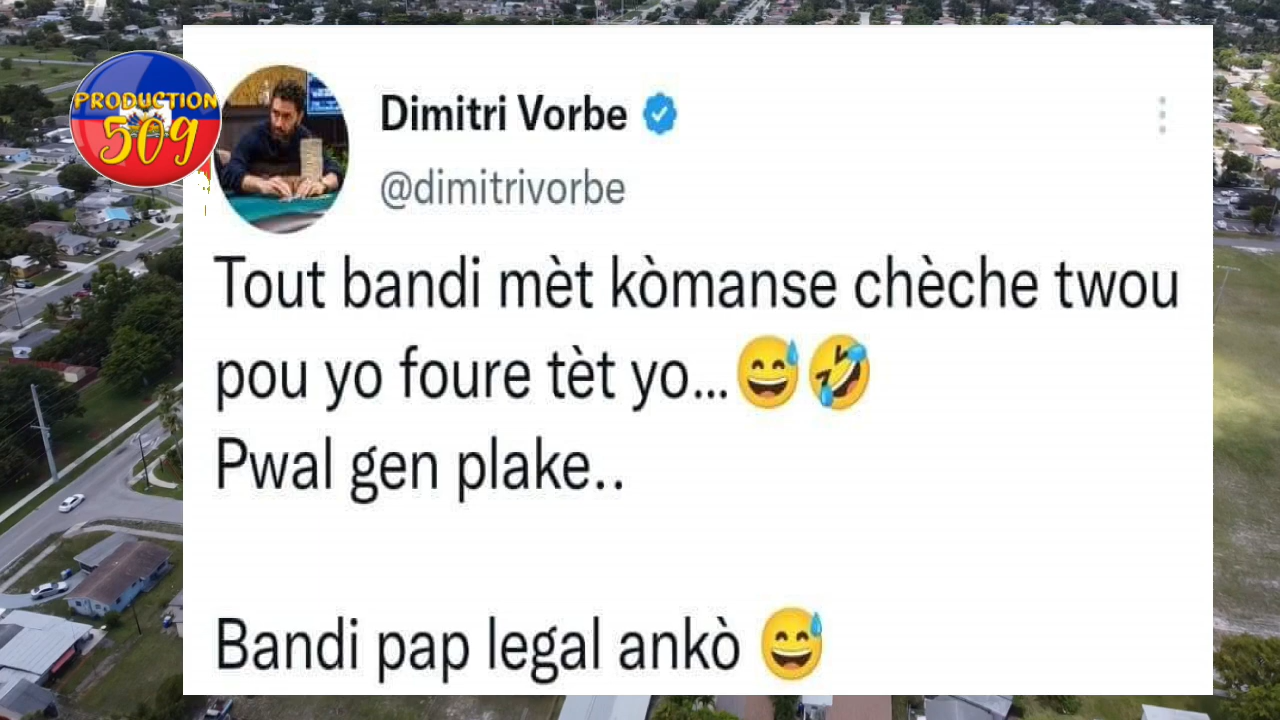 PRODUCTION
509
Dimitri Vorbe
@dimitrivorbe
Tout bandi mèt kòmanse chèche twou
pou yo foure tèt yo...😅🤣
Pwal gen plake..
Bandi pap legal ankò 😅